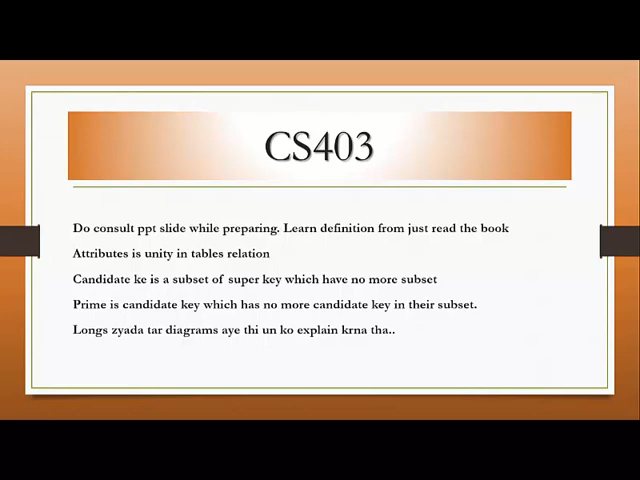 CS403
Do consult ppt slide while preparing. Learn definition from just read the book
Attributes is unity in tables relation
Candidate ke is a subset of super key which have no more subset
Prime is candidate key which has no more candidate key in their subset.
Longs zyada tar diagrams aye thi un ko explain krna tha..